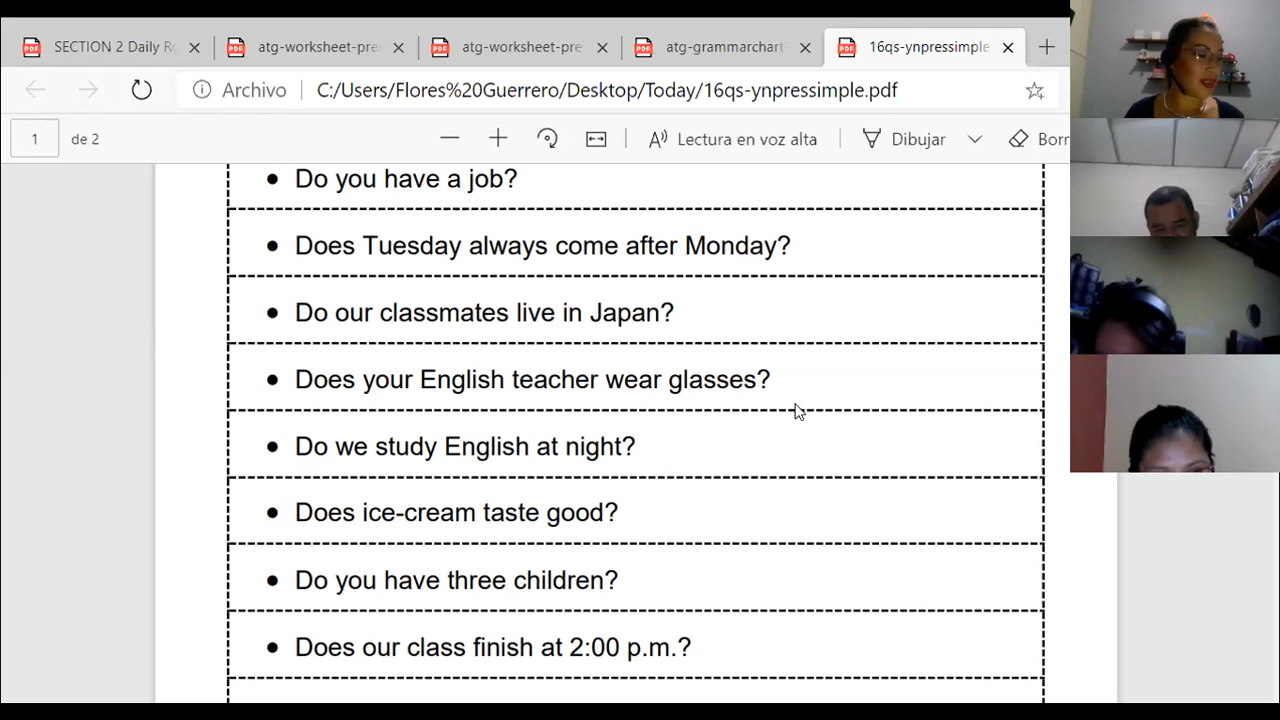 SECTION 2 Daily Ro
atg-worksheet-pre
atg-worksheet-pre
atg-grammarchart-
16qs-ynpressimple
Archivo
C:/Users/Flores%20Guerrero/Desktop/Today/16qs-ynpressimple.pdf
1 de 2
Lectura en voz alta
Dibujar
Borr
• Do you have a job?
• Does Tuesday always come after Monday?
• Do our classmates live in Japan?
• Does your English teacher wear glasses?
• Do we study English at night?
• Does ice-cream taste good?
• Do you have three children?
• Does our class finish at 2:00 p.m.?